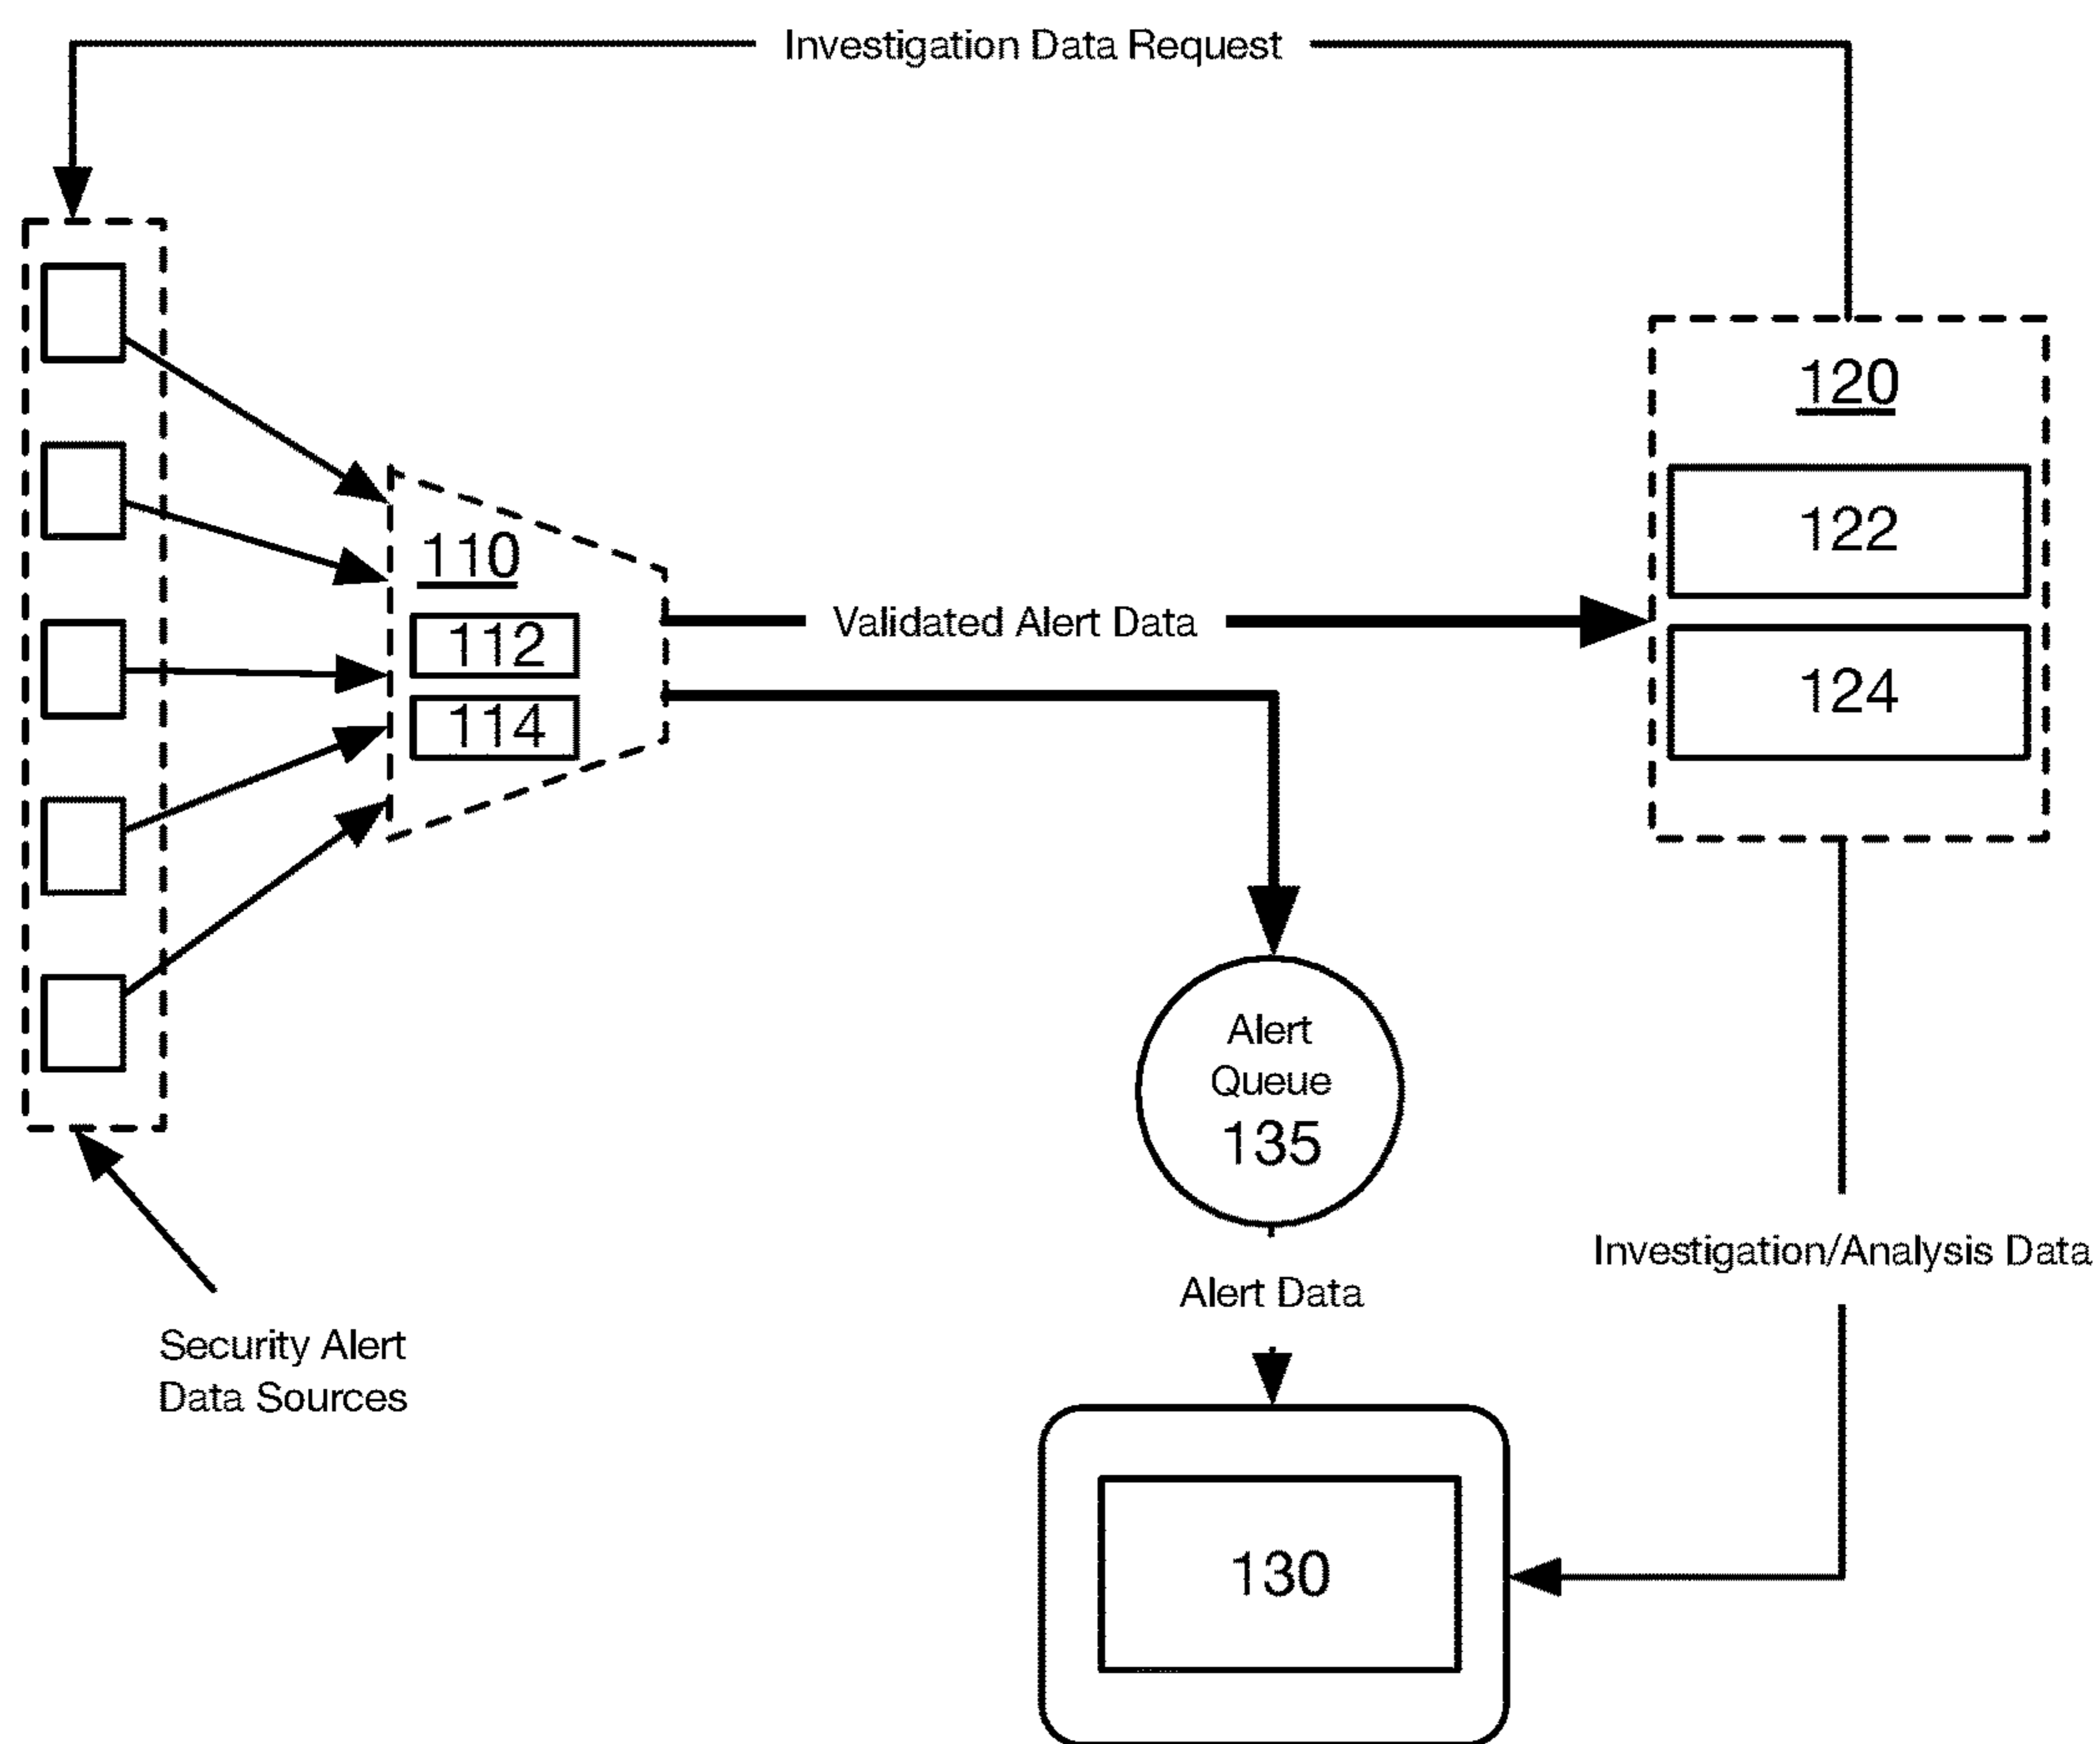 Investigation Data Request
120
122
110
Validated Alert Data
112
124
114
Alert
Queue
135
Investigation/Analysis Data
Alert Data
Security Alert
Data Sources
130